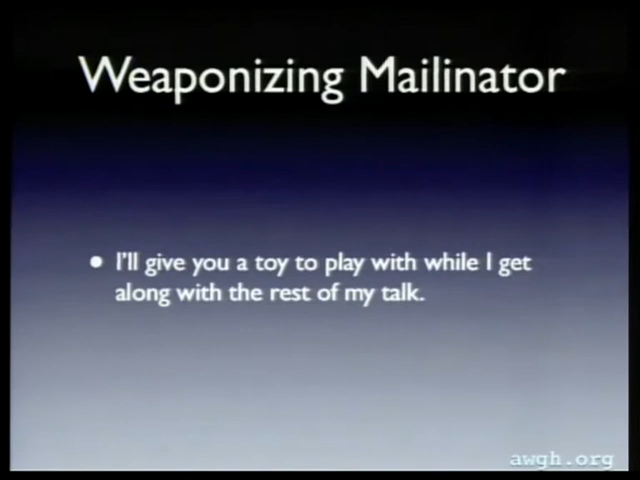 Weaponizing Mailinator
• I'll give you a toy to play with while I get
along with the rest of my talk.
awgh.org